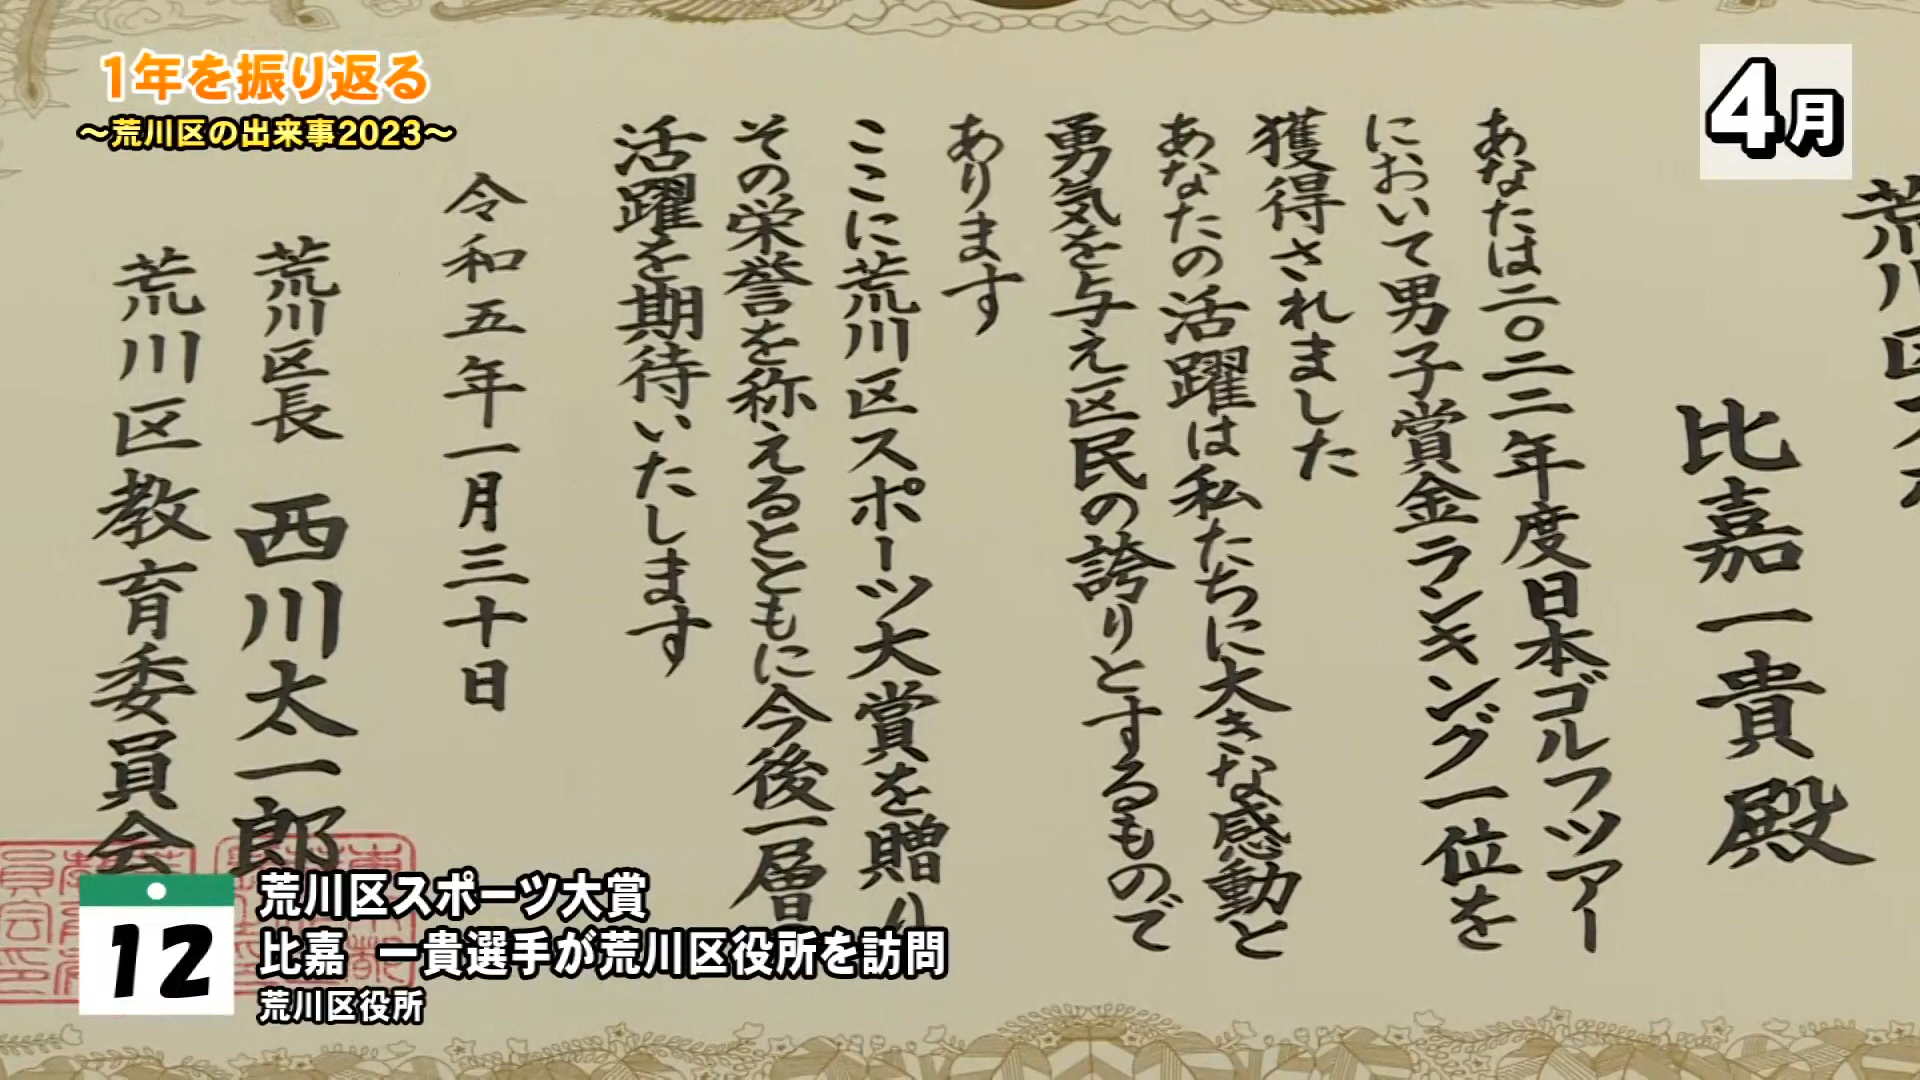 1年を振り返る
～荒川区の出来事2023～
4月
荒川区ス
比嘉一貴殿
あなたは二〇二二年度日本ゴルフツアー
において男子賞金ランキング一位を
獲得されました
あなたの活躍は私たちに大きな感動と
勇気を与え区民の誇りとするもので
あります
ここに荒川区スポーツ大賞を贈り
その栄誉を称えるとともに今後一層
活躍を期待いたします
令和五年一月三十日
荒川区長 西川太一郎
荒川区教育委員会
12
荒川区スポーツ大賞
比嘉 一貴選手が荒川区役所を訪問
荒川区役所